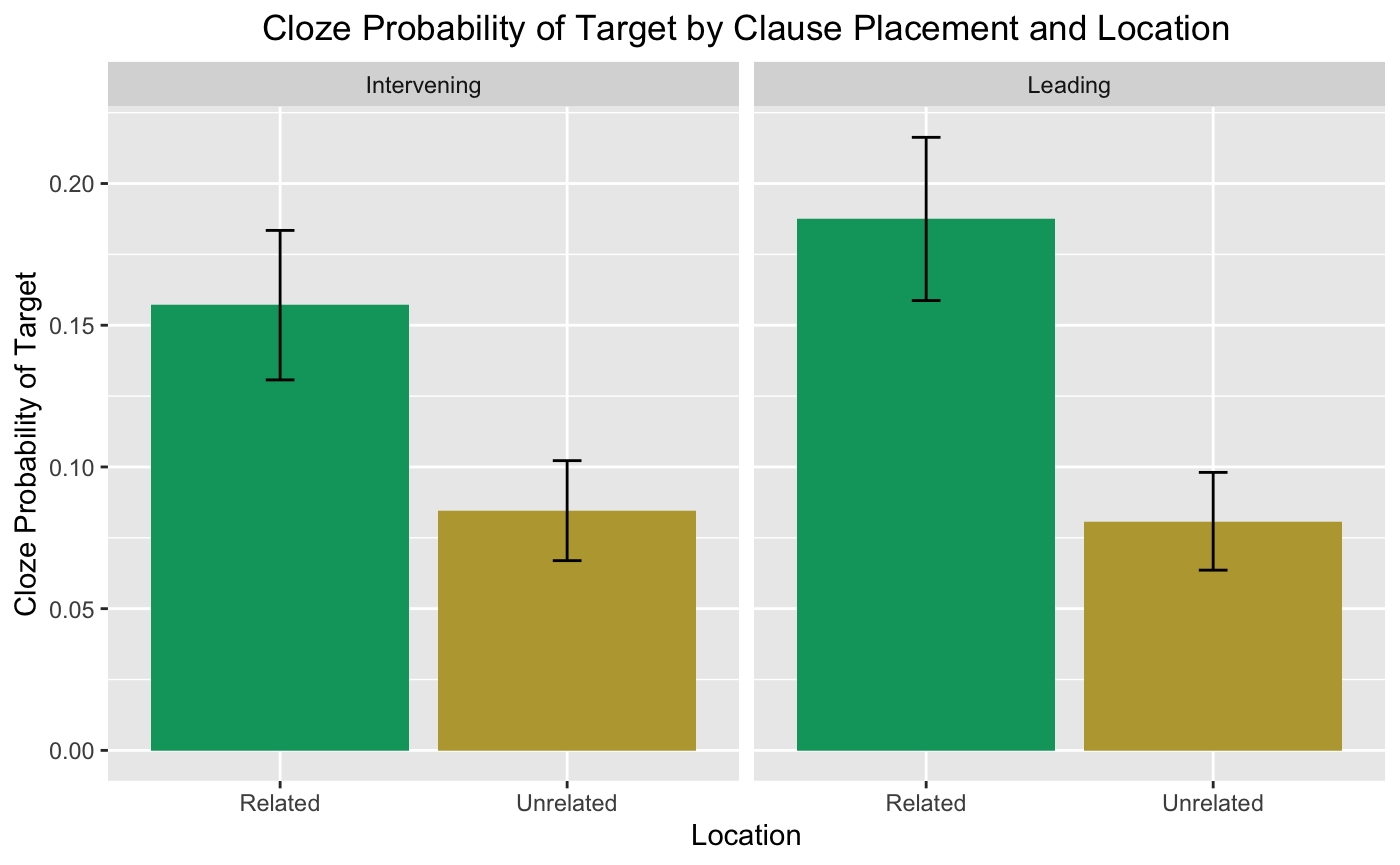 Cloze Probability of Target by Clause Placement and Location
Intervening
Leading
Cloze Probability of Target
0.20
0.15
0.10
0.05
0.00
Related
Unrelated
Related
Unrelated
Location